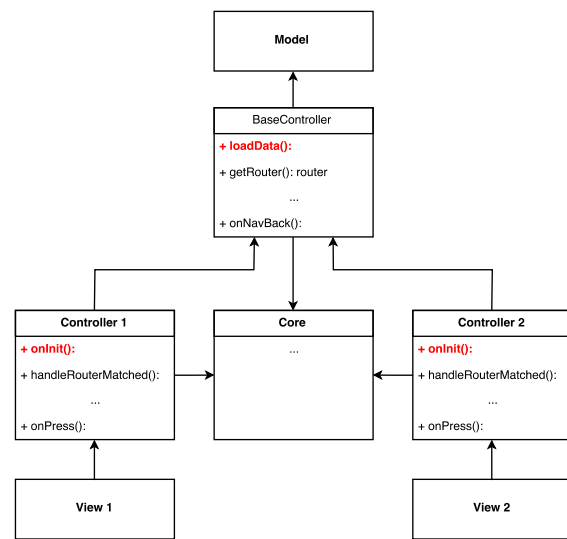 Model
BaseController
+ loadData():
+ getRouter(): router
...
+ onNavBack():
Controller 1
+ onInit():
+ handleRouterMatched():
...
+ onPress():
Core
...
Controller 2
+ onInit():
+ handleRouterMatched():
...
+ onPress():
View 1
View 2